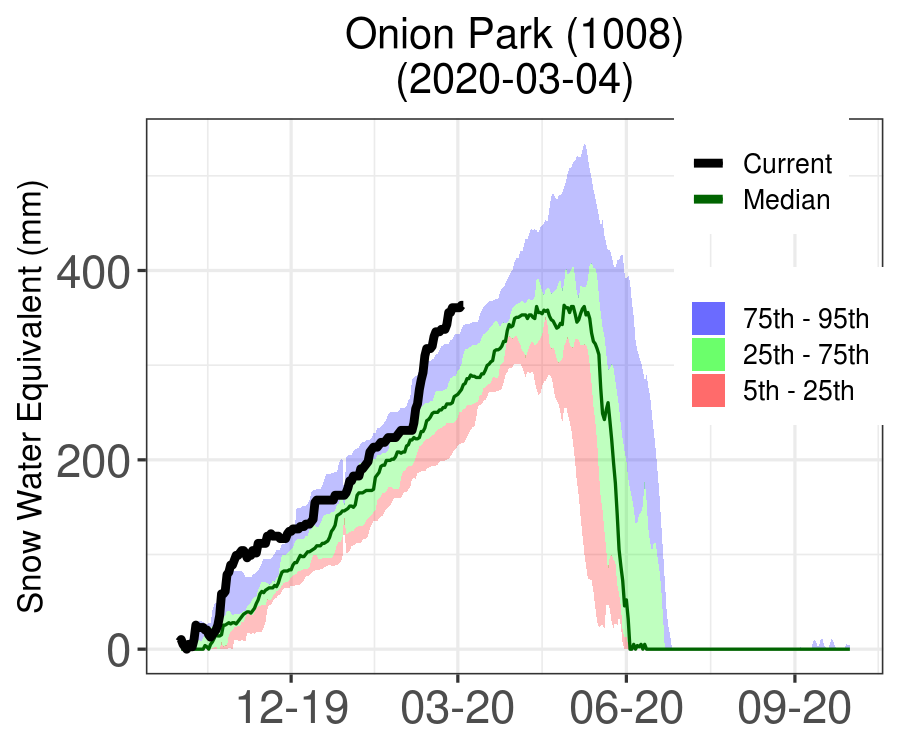 Onion Park (1008)
(2020-03-04)
Snow Water Equivalent (mm)
400
200
0
12-19
03-20
06-20
09-20
Current
Median
75th - 95th
25th - 75th
5th - 25th